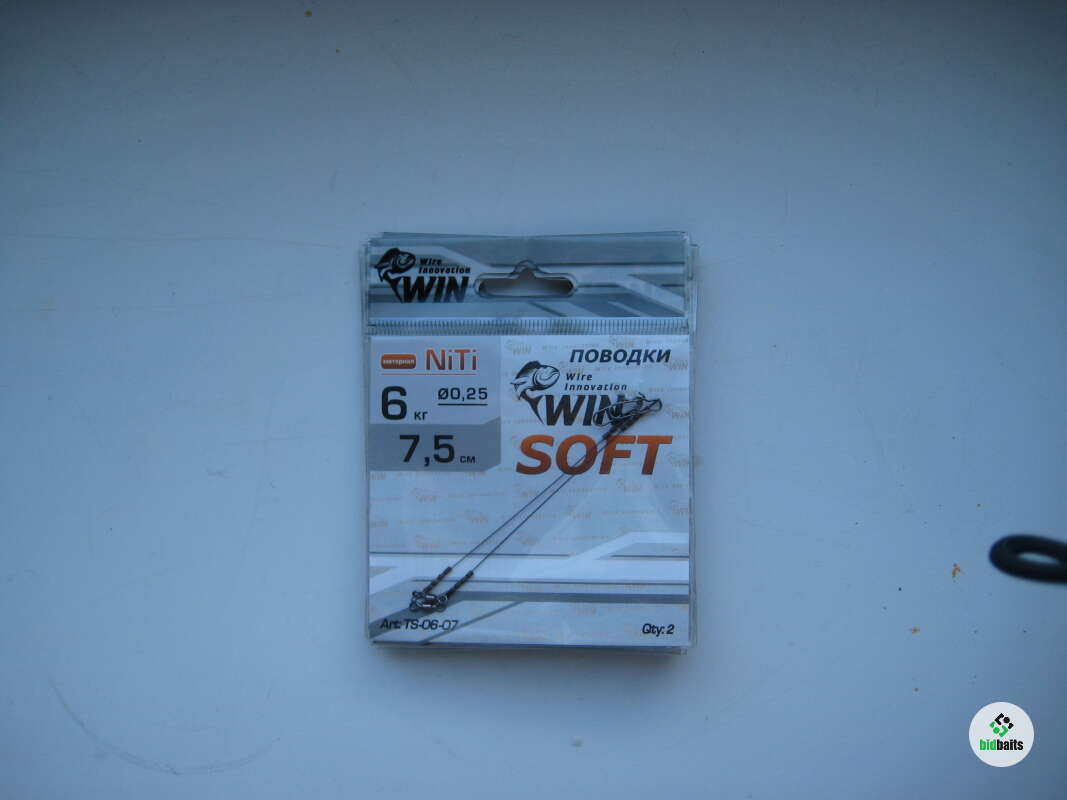 Wire
Innovation
WIN
материал NiTi
6 кг
Ø0,25
7,5 см
ПОВОДКИ
Wire
Innovation
WIN
SOFT
Art: TS-06-07
Qty: 2
bidbaits